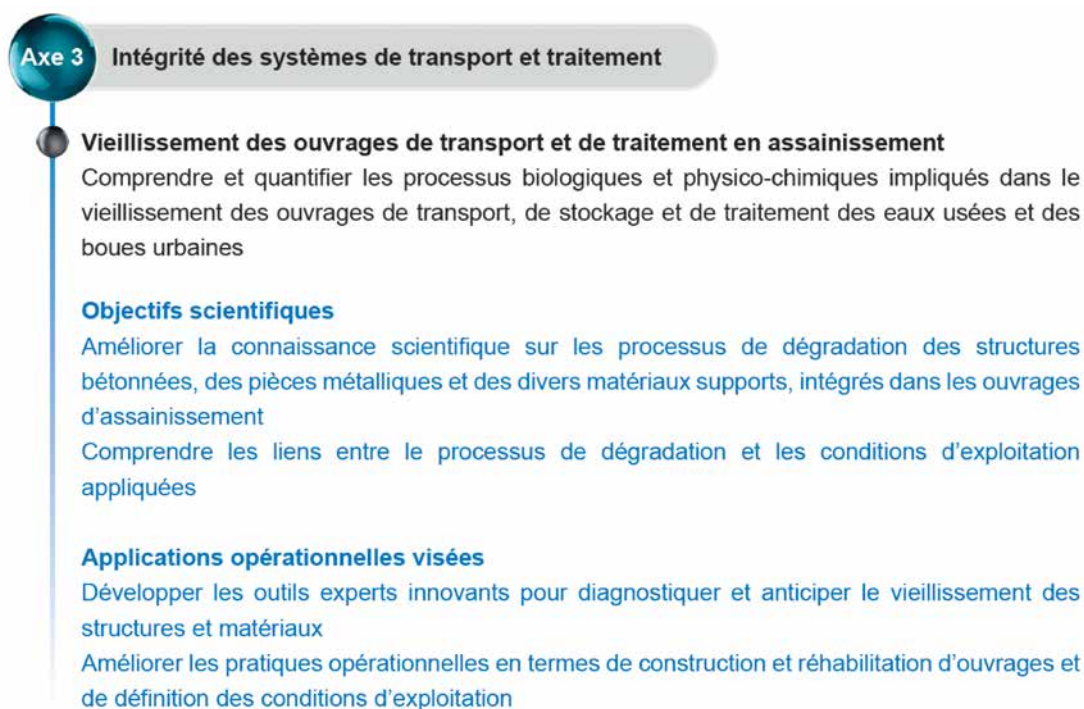 Axe 3 Intégrité des systèmes de transport et traitement
Vieillissement des ouvrages de transport et de traitement en assainissement
Comprendre et quantifier les processus biologiques et physico-chimiques impliqués dans le
vieillissement des ouvrages de transport, de stockage et de traitement des eaux usées et des
boues urbaines
Objectifs scientifiques
Améliorer la connaissance scientifique sur les processus de dégradation des structures
bétonnées, des pièces métalliques et des divers matériaux supports, intégrés dans les ouvrages
d’assainissement
Comprendre les liens entre le processus de dégradation et les conditions d’exploitation
appliquées
Applications opérationnelles visées
Développer les outils experts innovants pour diagnostiquer et anticiper le vieillissement des
structures et matériaux
Améliorer les pratiques opérationnelles en termes de construction et réhabilitation d’ouvrages et
de définition des conditions d’exploitation